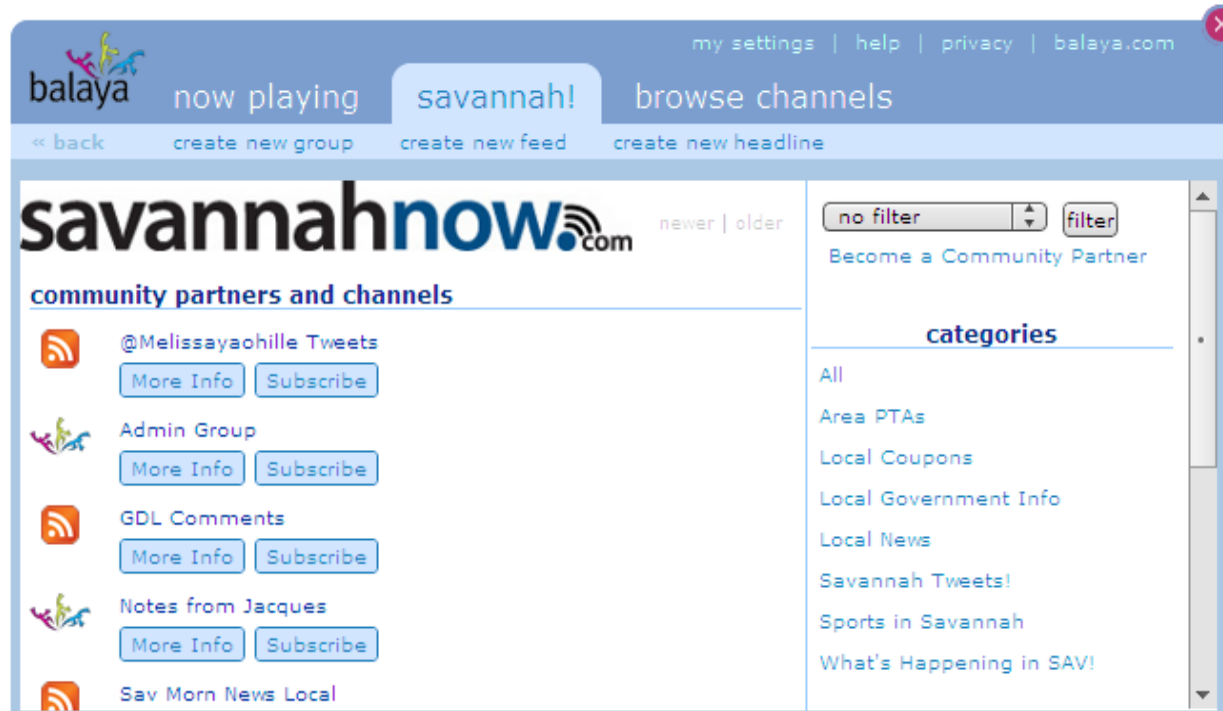 my settings | help | privacy | balaya.com
balaya
now playing
savannah!
browse channels
« back
create new group
create new feed
create new headline
savannahnow.com
newer | older
community partners and channels
@Melissayaohille Tweets
More Info
Subscribe
Admin Group
More Info
Subscribe
GDL Comments
More Info
Subscribe
Notes from Jacques
More Info
Subscribe
Sav Morn News Local
no filter
filter
Become a Community Partner
categories
All
Area PTAs
Local Coupons
Local Government Info
Local News
Savannah Tweets!
Sports in Savannah
What's Happening in SAV!